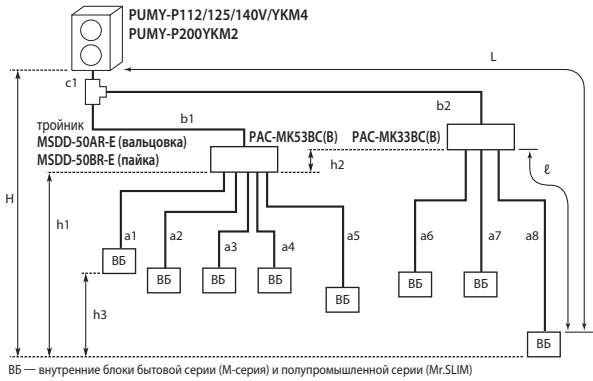 PUMY-P112/125/140V/YKM4
PUMY-P200YKM2
L
c1
b2
b1
тройник
MSDD-50AR-E (вальцовка)
MSDD-50BR-E (пайка)
PAC-MK53BC(B)
PAC-MK33BC(B)
h2
ℓ
H
h1
a1
a2
a3
a4
a5
a6
a7
a8
ВБ
ВБ
ВБ
ВБ
ВБ
ВБ
ВБ
ВБ
h3
ВБ — внутренние блоки бытовой серии (М-серия) и полупромышленной серии (Mr.SLIM)